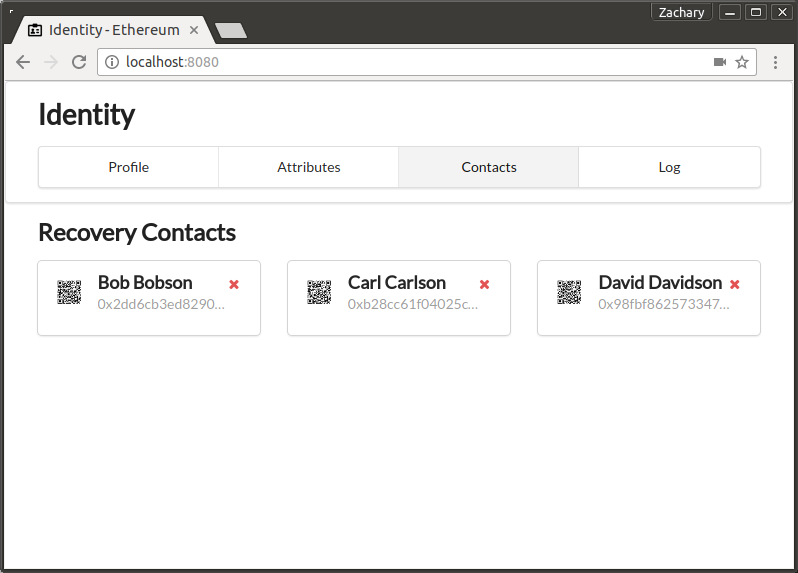 Zachary
Identity - Ethereum
localhost:8080
Identity
Profile Attributes Contacts Log
Recovery Contacts
Bob Bobson Carl Carlson David Davidson
0x2dd6cb3ed8290... 0xb28cc61f04025c... 0x98fbf862573347...